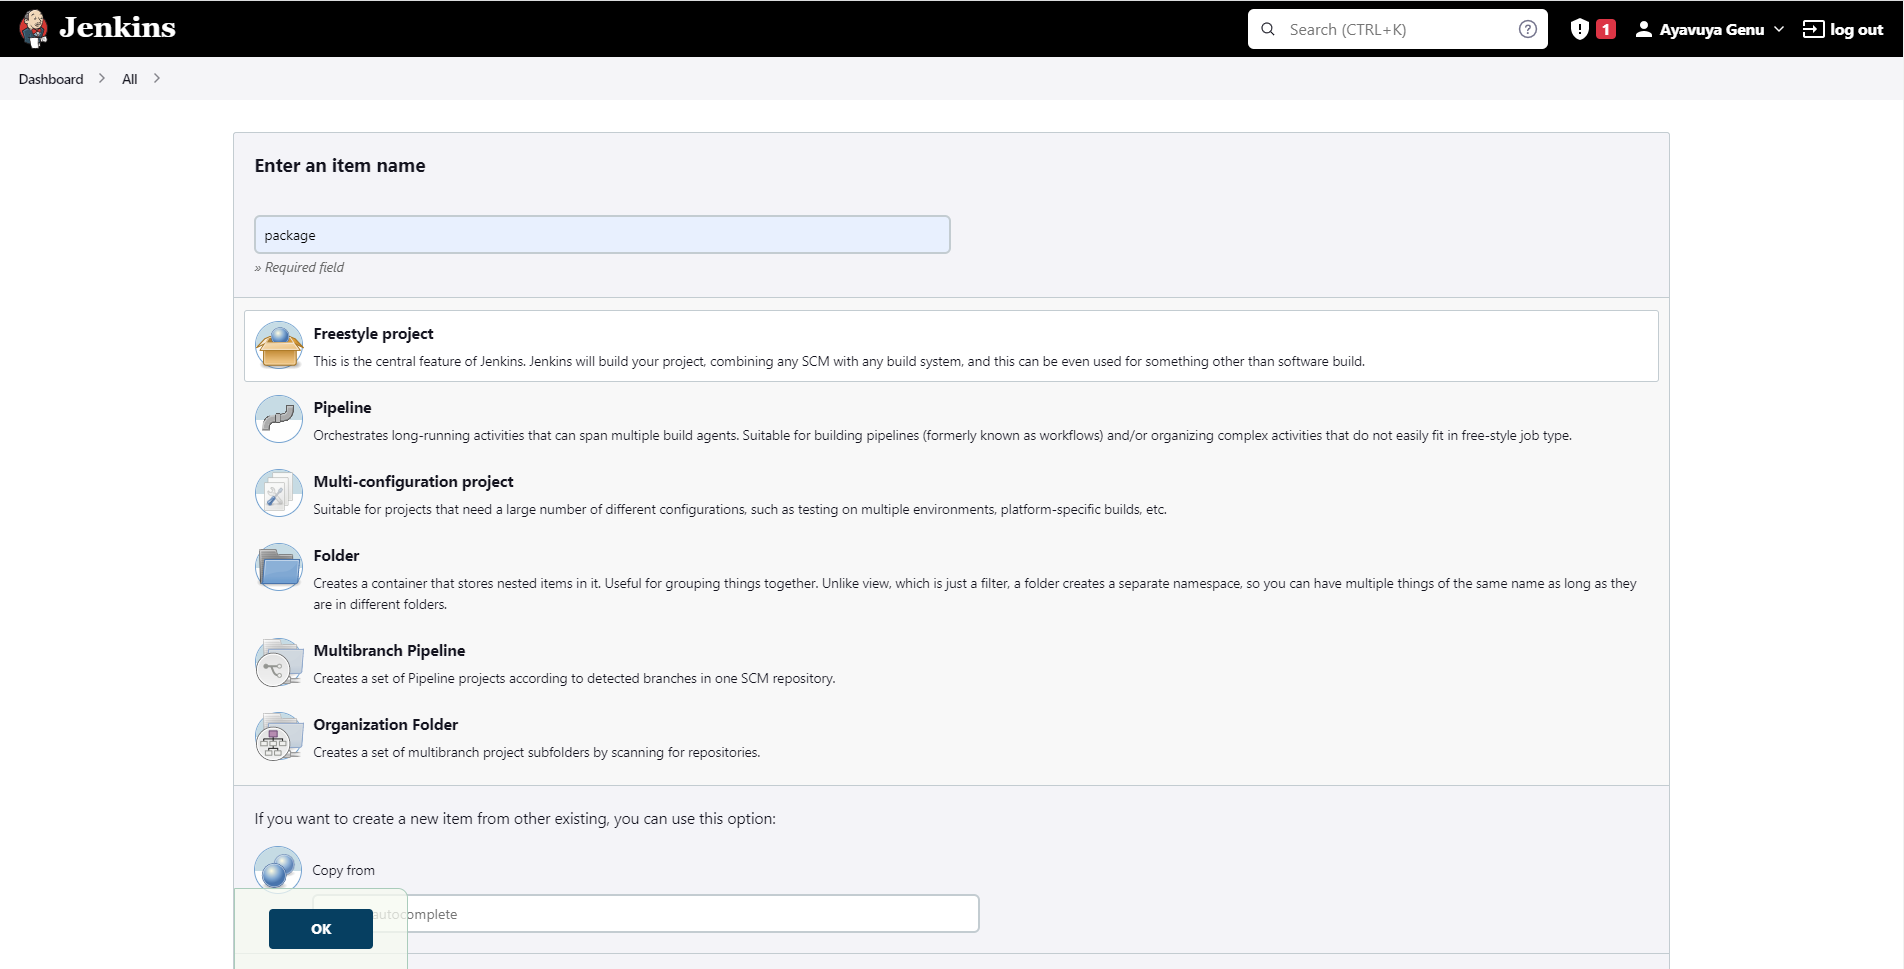 Jenkins
Search (CTRL+K)
1
Ayavuya Genu
log out
Dashboard
All
Enter an item name
package
» Required field
Freestyle project
This is the central feature of Jenkins. Jenkins will build your project, combining any SCM with any build system, and this can be even used for something other than software build.
Pipeline
Orchestrates long-running activities that can span multiple build agents. Suitable for building pipelines (formerly known as workflows) and/or organizing complex activities that do not easily fit in free-style job type.
Multi-configuration project
Suitable for projects that need a large number of different configurations, such as testing on multiple environments, platform-specific builds, etc.
Folder
Creates a container that stores nested items in it. Useful for grouping things together. Unlike view, which is just a filter, a folder creates a separate namespace, so you can have multiple things of the same name as long as they
are in different folders.
Multibranch Pipeline
Creates a set of Pipeline projects according to detected branches in one SCM repository.
Organization Folder
Creates a set of multibranch project subfolders by scanning for repositories.
If you want to create a new item from other existing, you can use this option:
Copy from
autocomplete
OK